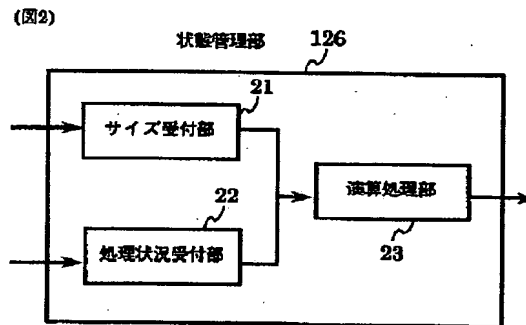 (図2)
状態管理部
126
21
サイズ受付部
22
処理状況受付部
演算処理部
23